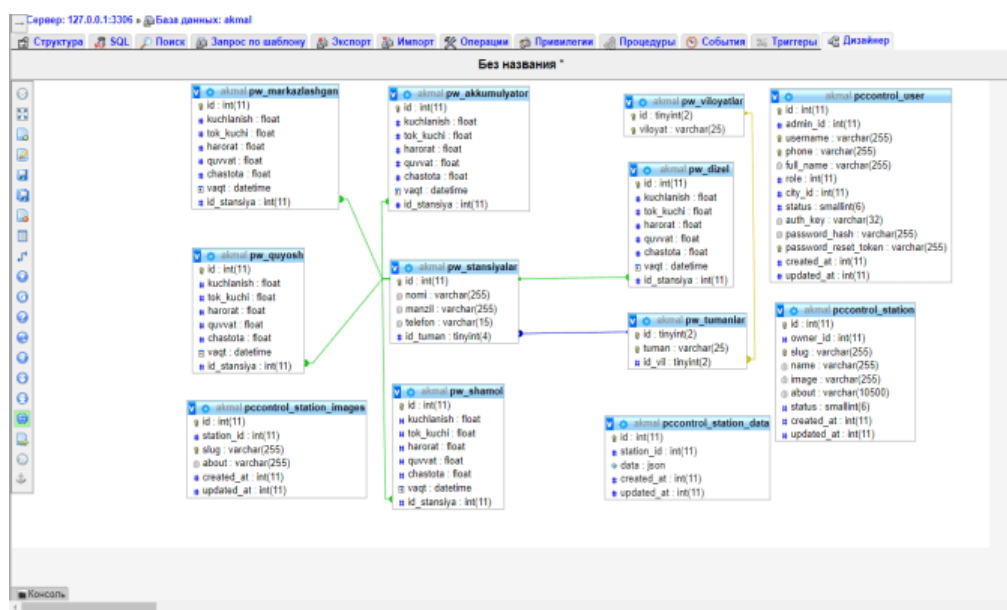 Сервер: 127.0.0.1:3306 » База данных: akmal
Структура SQL Поиск Запрос по шаблону Экспорт Импорт Операции Привилегии Процедуры События Триггеры Дизайнер
Без названия *
akmal pw_markazlashgan
id : int(11)
kuchlanish : float
tok_kuchi : float
harorat : float
quvvat : float
chastota : float
vaqt : datetime
id_stansiya : int(11)
akmal pw_akkumulyator
id : int(11)
kuchlanish : float
tok_kuchi : float
harorat : float
quvvat : float
chastota : float
vaqt : datetime
id_stansiya : int(11)
akmal pw_viloyatlar
id : tinyint(2)
viloyat : varchar(25)
akmal pccontrol_user
id : int(11)
admin_id : int(11)
username : varchar(255)
phone : varchar(255)
full_name : varchar(255)
role : int(11)
city_id : int(11)
status : smallint(6)
auth_key : varchar(32)
password_hash : varchar(255)
password_reset_token : varchar(255)
created_at : int(11)
updated_at : int(11)
akmal pw_dizel
id : int(11)
kuchlanish : float
tok_kuchi : float
harorat : float
quvvat : float
chastota : float
vaqt : datetime
id_stansiya : int(11)
akmal pw_quyosh
id : int(11)
kuchlanish : float
tok_kuchi : float
harorat : float
quvvat : float
chastota : float
vaqt : datetime
id_stansiya : int(11)
akmal pw_stansiyalar
id : int(11)
nomi : varchar(255)
manzil : varchar(255)
telefon : varchar(15)
id_tuman : tinyint(4)
akmal pw_tumanlar
id : tinyint(2)
tuman : varchar(25)
id_vil : tinyint(2)
akmal pccontrol_station
id : int(11)
owner_id : int(11)
slug : varchar(255)
name : varchar(255)
image : varchar(255)
about : varchar(10500)
status : smallint(6)
created_at : int(11)
updated_at : int(11)
akmal pccontrol_station_images
id : int(11)
station_id : int(11)
slug : varchar(255)
about : varchar(255)
created_at : int(11)
updated_at : int(11)
akmal pw_shamol
id : int(11)
kuchlanish : float
tok_kuchi : float
harorat : float
quvvat : float
chastota : float
vaqt : datetime
id_stansiya : int(11)
akmal pccontrol_station_data
id : int(11)
station_id : int(11)
data : json
created_at : int(11)
updated_at : int(11)
Консоль